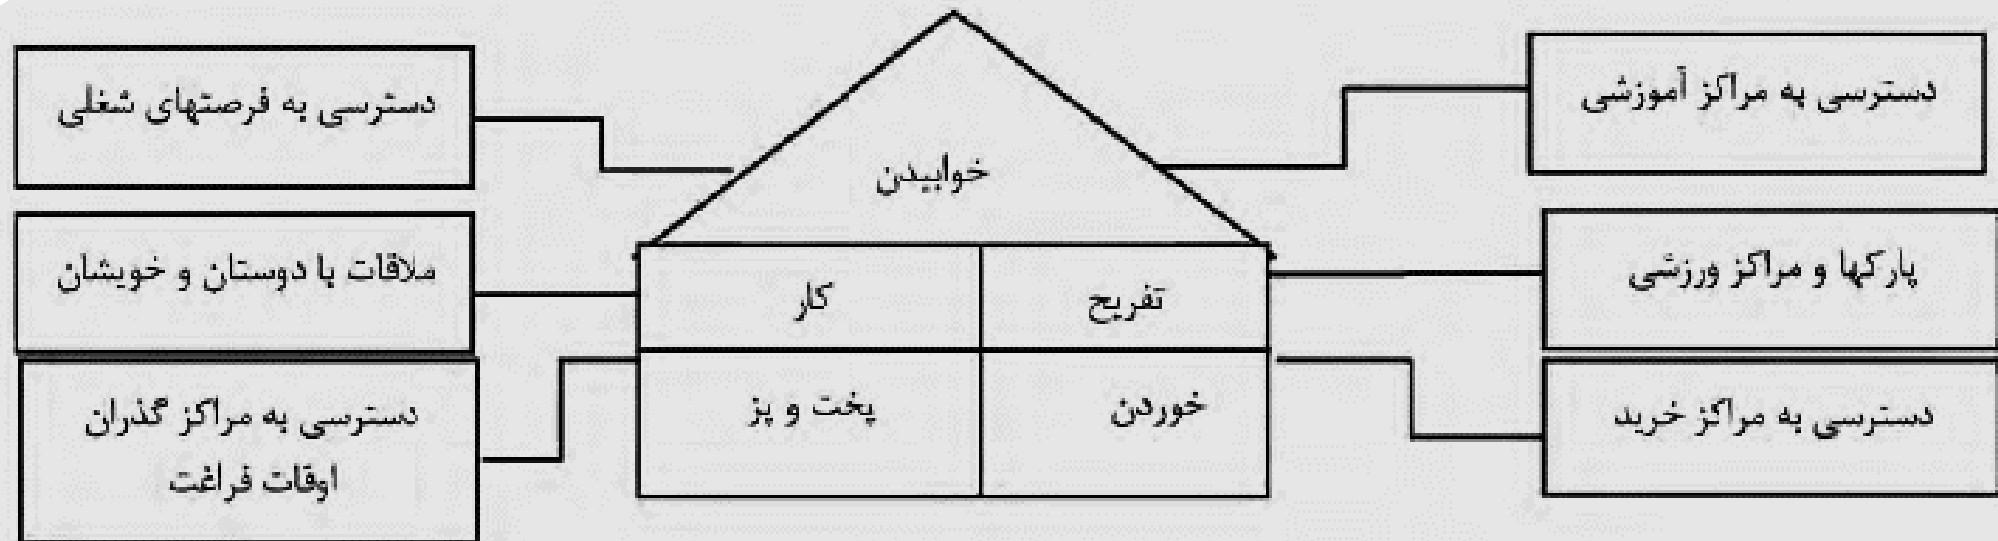 دسترسی به مراکز آموزشی
دسترسی به فرصتهای شغلی
خوابیدن
پارکها و مراکز ورزشی
ملاقات با دوستان و خویشان
تفریح
کار
دسترسی به مراکز خرید
خوردن
پخت و پز
دسترسی به مراکز گذران
اوقات فراغت